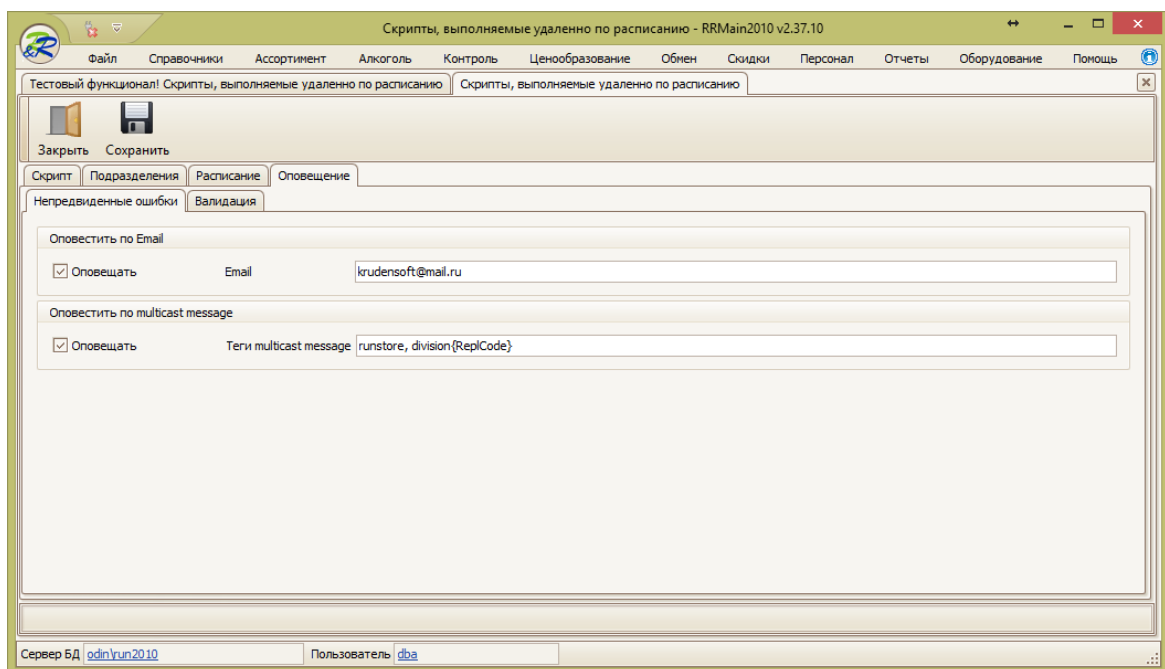 Скрипты, выполняемые удаленно по расписанию - RRMain2010 v2.37.10
&R
Файл Справочники Ассортимент Алкоголь Контроль Ценообразование Обмен Скидки Персонал Отчеты Оборудование Помощь
Тестовый функционал! Скрипты, выполняемые удаленно по расписанию Скрипты, выполняемые удаленно по расписанию
Закрыть Сохранить
Скрипт Подразделения Расписание Оповещение
Непредвиденные ошибки Валидация
Оповестить по Email
Оповещать Email krudensoft@mail.ru
Оповестить по multicast message
Оповещать Теги multicast message runstore, division{ReplCode}
Сервер БД odin\run2010 Пользователь dba